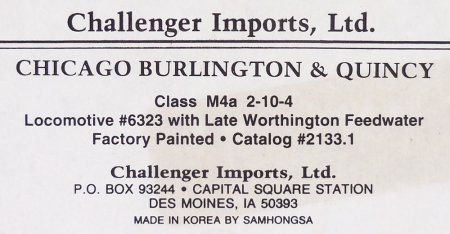 Challenger Imports, Ltd.
CHICAGO BURLINGTON & QUINCY
Class M4a 2-10-4
Locomotive #6323 with Late Worthington Feedwater
Factory Painted • Catalog #2133.1
Challenger Imports, Ltd.
P.O. BOX 93244 • CAPITAL SQUARE STATION
DES MOINES, IA 50393
MADE IN KOREA BY SAMHONGSA